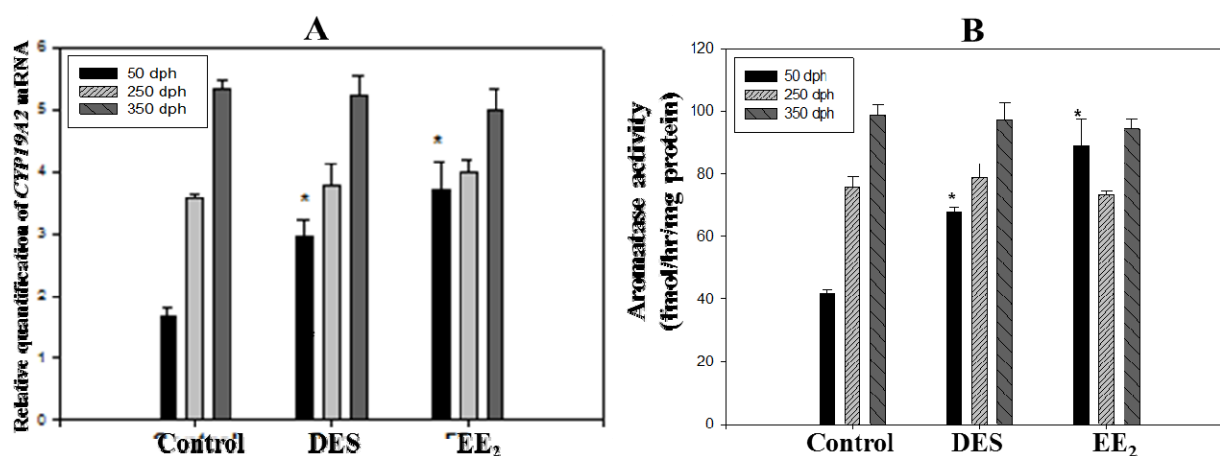 A
Relative quantification of CYP19A2 mRNA
6
5
4
3
2
1
0
50 dph
250 dph
350 dph
*
*
Control
DES
EE₂
B
Aromatase activity
(fmol/hr/mg protein)
120
100
80
60
40
20
0
50 dph
250 dph
350 dph
*
*
Control
DES
EE₂